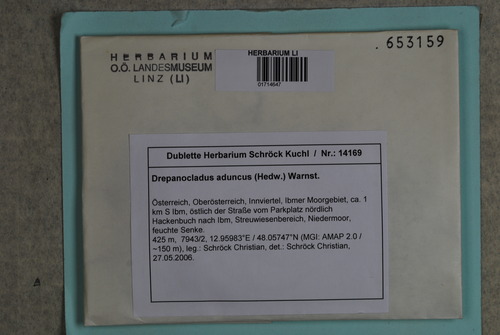 HERBARIUM
O.Ö. LANDESMUSEUM
LINZ (LI)
HERBARIUM LI
01714647
. 653159
Dublette Herbarium Schröck Kuchl / Nr.: 14169
Drepanocladus aduncus (Hedw.) Warnst.
Österreich, Oberösterreich, Innviertel, Ibmer Moorgebiet, ca. 1
km S Ibm, östlich der Straße vom Parkplatz nördlich
Hackenbuch nach Ibm, Streuwiesenbereich, Niedermoor,
feuchte Senke.
425 m, 7943/2, 12.95983°E / 48.05747°N (MGI: AMAP 2.0 /
~150 m), leg.: Schröck Christian, det.: Schröck Christian,
27.05.2006.